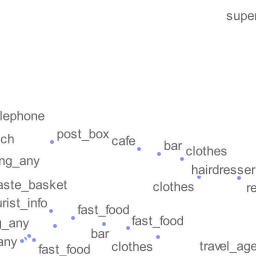 super
lephone
ch
post_box
cafe
bar
clothes
ng_any
hairdresser
aste_basket
clothes
re
urist_info
fast_food
g_any
fast_food
bar
any
fast_food
clothes
travel_age